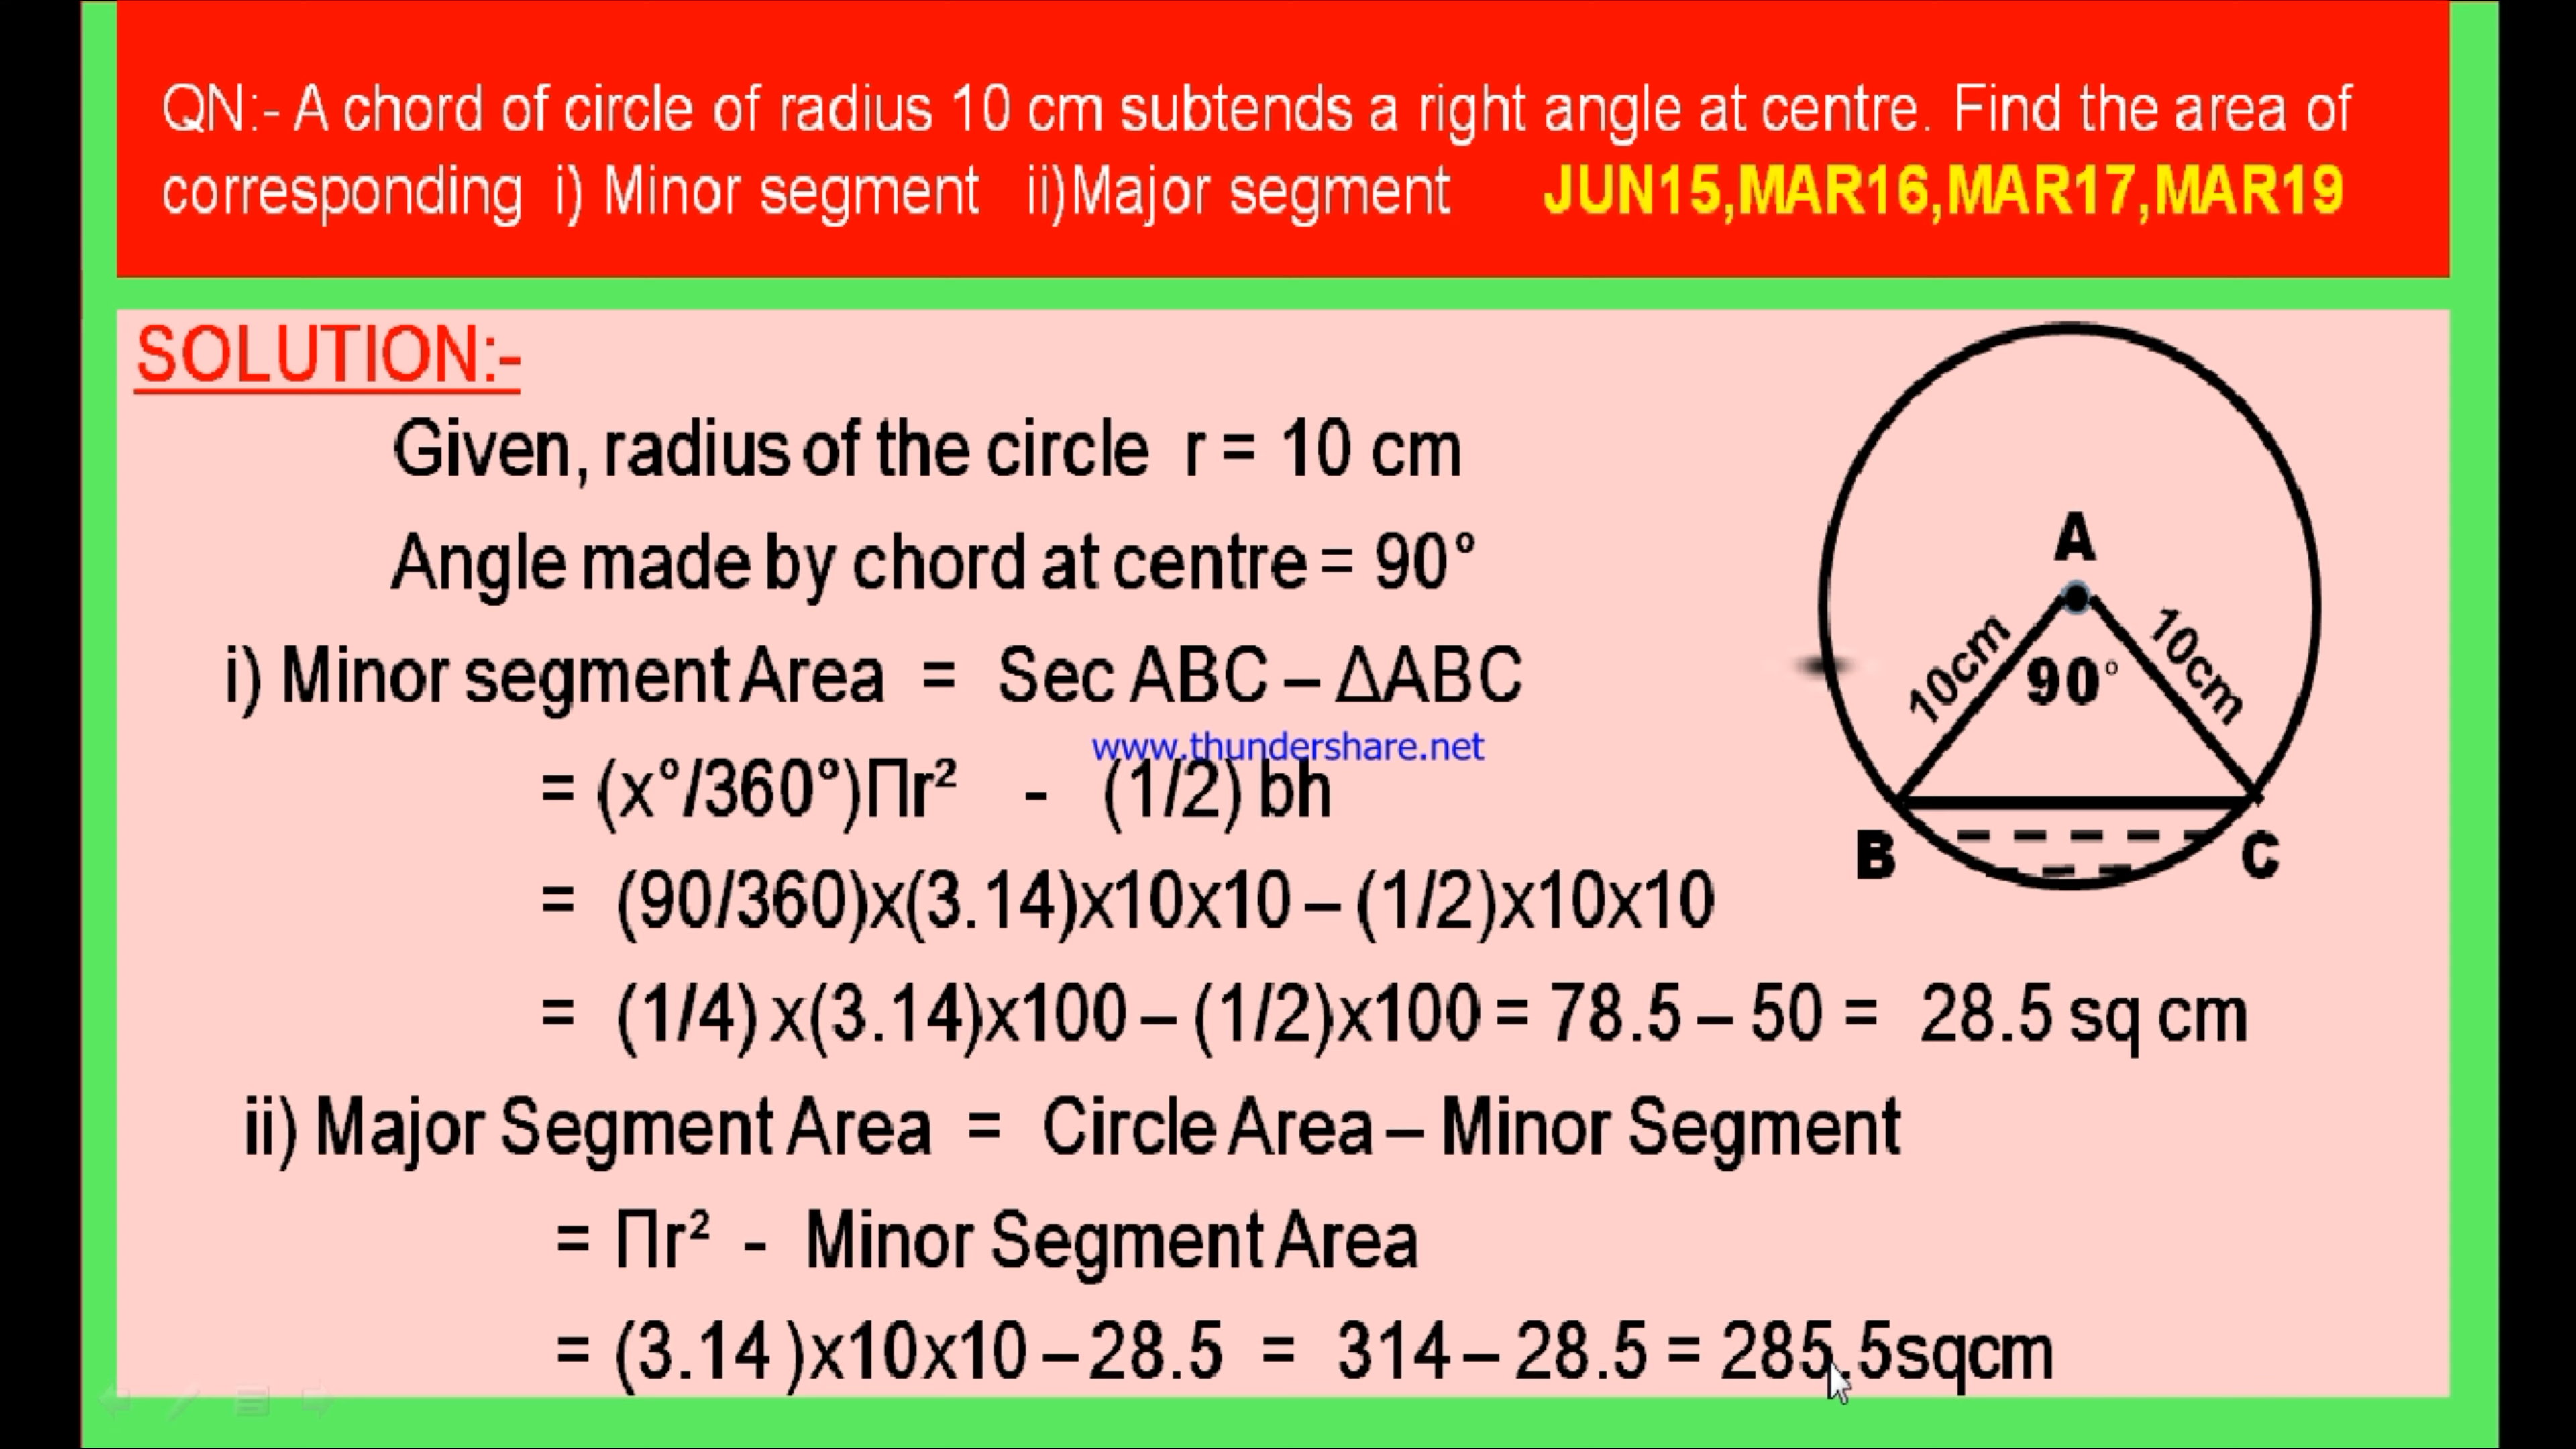 QN:- A chord of circle of radius 10 cm subtends a right angle at centre. Find the area of
corresponding i) Minor segment ii)Major segment JUN15,MAR16,MAR17,MAR19
SOLUTION:-
Given, radius of the circle r = 10 cm
Angle made by chord at centre = 90°
i) Minor segment Area = Sec ABC – ΔABC
www.thundershare.net
= (x°/360°)Πr² - (1/2) bh
= (90/360)x(3.14)x10x10 – (1/2)x10x10
= (1/4) x(3.14)x100 – (1/2)x100 = 78.5 – 50 = 28.5 sq cm
ii) Major Segment Area = Circle Area – Minor Segment
= Πr² - Minor Segment Area
= (3.14 )x10x10 – 28.5 = 314 – 28.5 = 285.5sqcm
A
10cm
10cm
90°
B
C